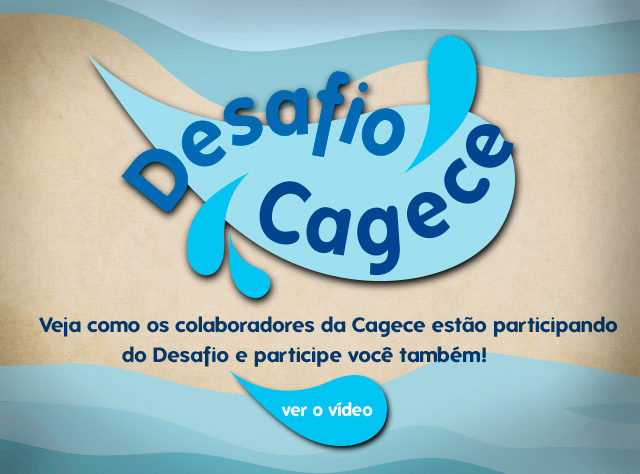 Desafio
Cagece
Veja como os colaboradores da Cagece estão participando
do Desafio e participe você também!
ver o vídeo